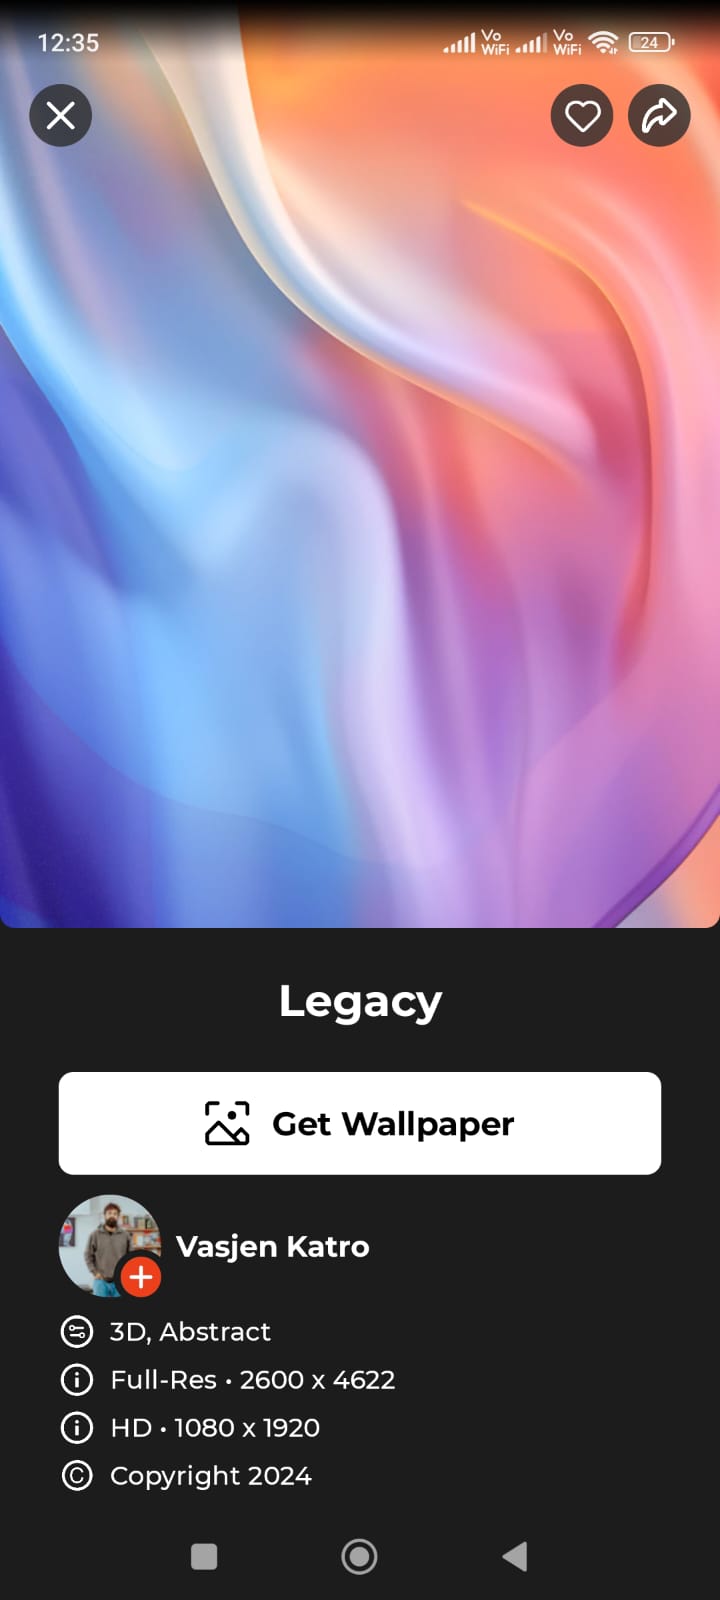 12:35 Vo WiFi Vo WiFi 24
Legacy
Get Wallpaper
Vasjen Katro
3D, Abstract
Full-Res • 2600 x 4622
HD • 1080 x 1920
Copyright 2024